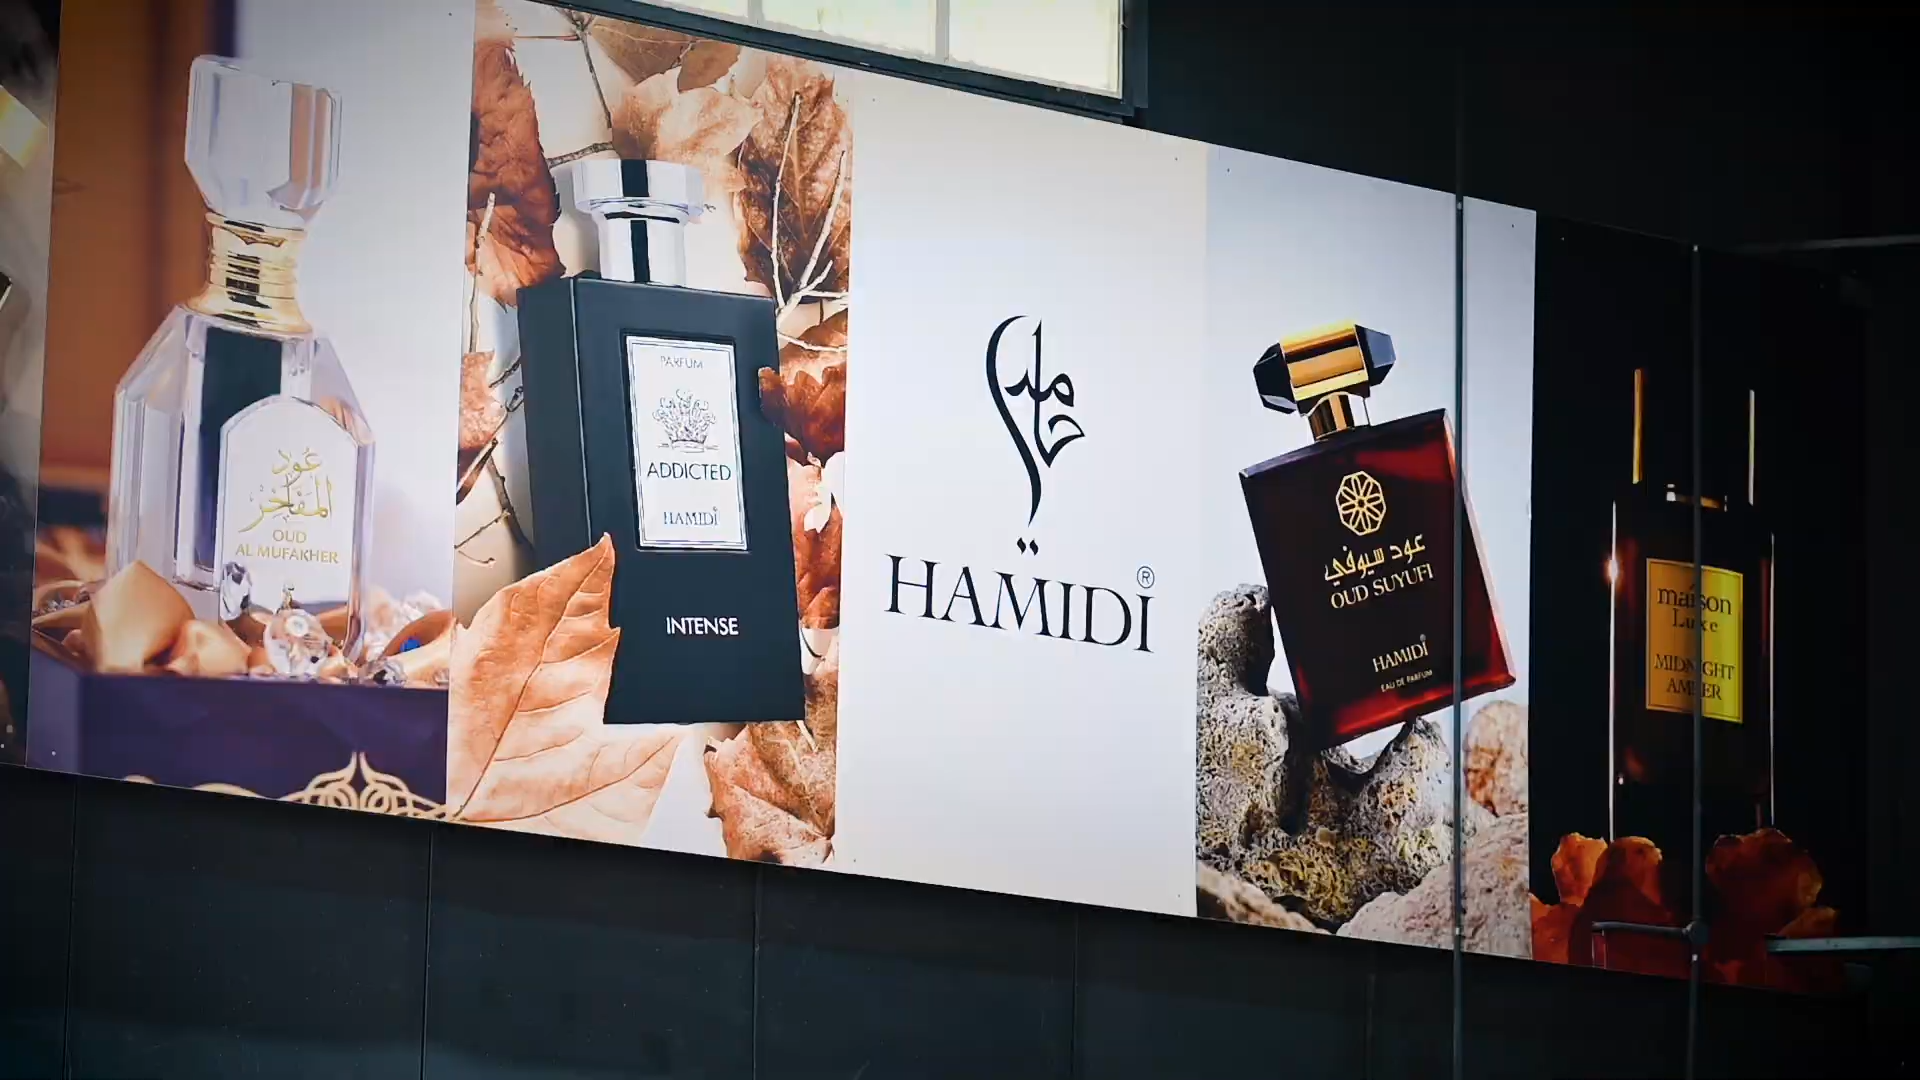 عود
المفاخر
OUD
AL MUFAKHER
PARFUM
ADDICTED
HAMIDI
INTENSE
حامدي
HAMIDI®
عود سيوفي
OUD SUYUFI
HAMIDI
EAU DE PARFUM
maison
Luxe
MIDNIGHT
AMBER